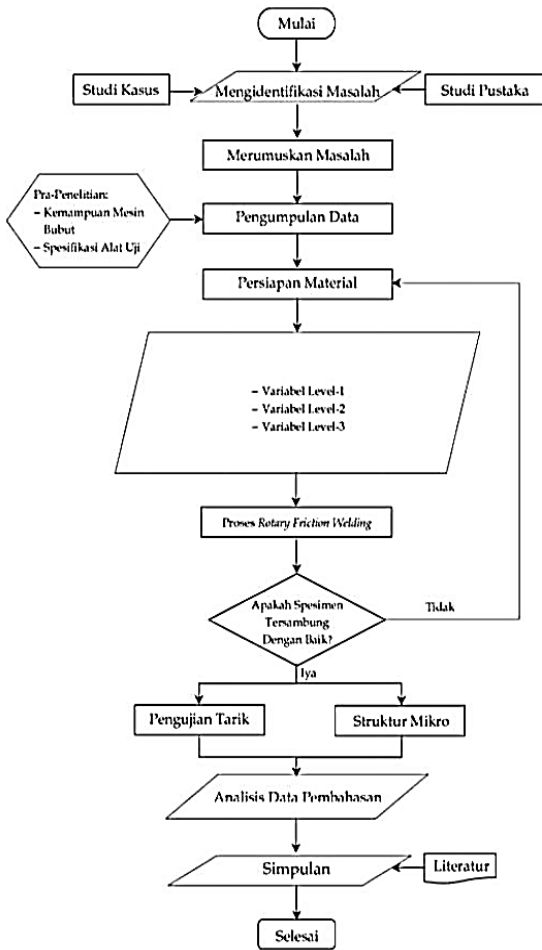 Mulai
Studi Kasus
Mengidentifikasi Masalah
Studi Pustaka
Merumuskan Masalah
Pra-Penelitian:
– Kemampuan Mesin
Bubut
– Spesifikasi Alat Uji
Pengumpulan Data
Persiapan Material
– Variabel Level-1
– Variabel Level-2
– Variabel Level-3
Proses Rotary Friction Welding
Apakah Spesimen
Tersambung
Dengan Baik?
Tidak
Iya
Pengujian Tarik
Struktur Mikro
Analisis Data Pembahasan
Simpulan
Literatur
Selesai